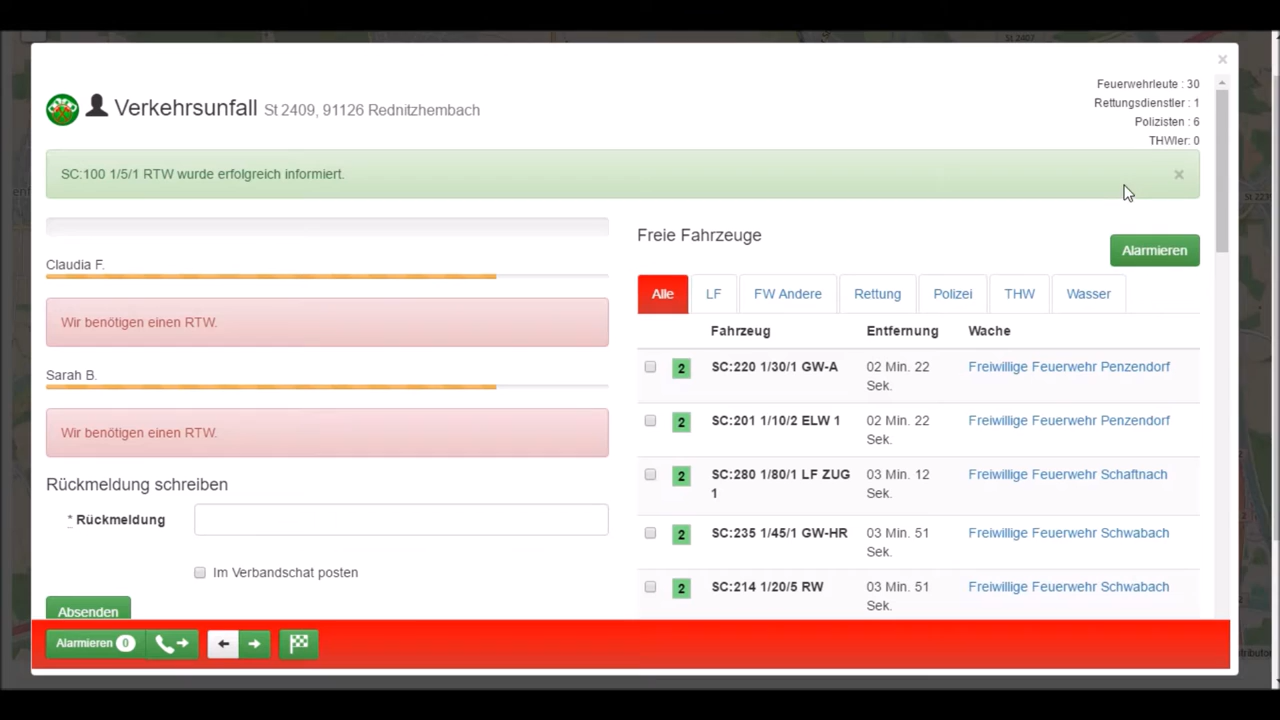 St 2407
Feuerwehrleute : 30
Rettungsdienstler : 1
Polizisten : 6
THWler: 0
Verkehrsunfall St 2409, 91126 Rednitzhembach
SC:100 1/5/1 RTW wurde erfolgreich informiert.
Claudia F.
Wir benötigen einen RTW.
Sarah B.
Wir benötigen einen RTW.
Rückmeldung schreiben
* Rückmeldung
Im Verbandschat posten
Absenden
Freie Fahrzeuge
Alarmieren
Alle LF FW Andere Rettung Polizei THW Wasser
Fahrzeug Entfernung Wache
2 SC:220 1/30/1 GW-A 02 Min. 22 Freiwillige Feuerwehr Penzendorf
Sek.
2 SC:201 1/10/2 ELW 1 02 Min. 22 Freiwillige Feuerwehr Penzendorf
Sek.
2 SC:280 1/80/1 LF ZUG 03 Min. 12 Freiwillige Feuerwehr Schaftnach
1 Sek.
2 SC:235 1/45/1 GW-HR 03 Min. 51 Freiwillige Feuerwehr Schwabach
Sek.
2 SC:214 1/20/5 RW 03 Min. 51 Freiwillige Feuerwehr Schwabach
Sek.
Alarmieren 0